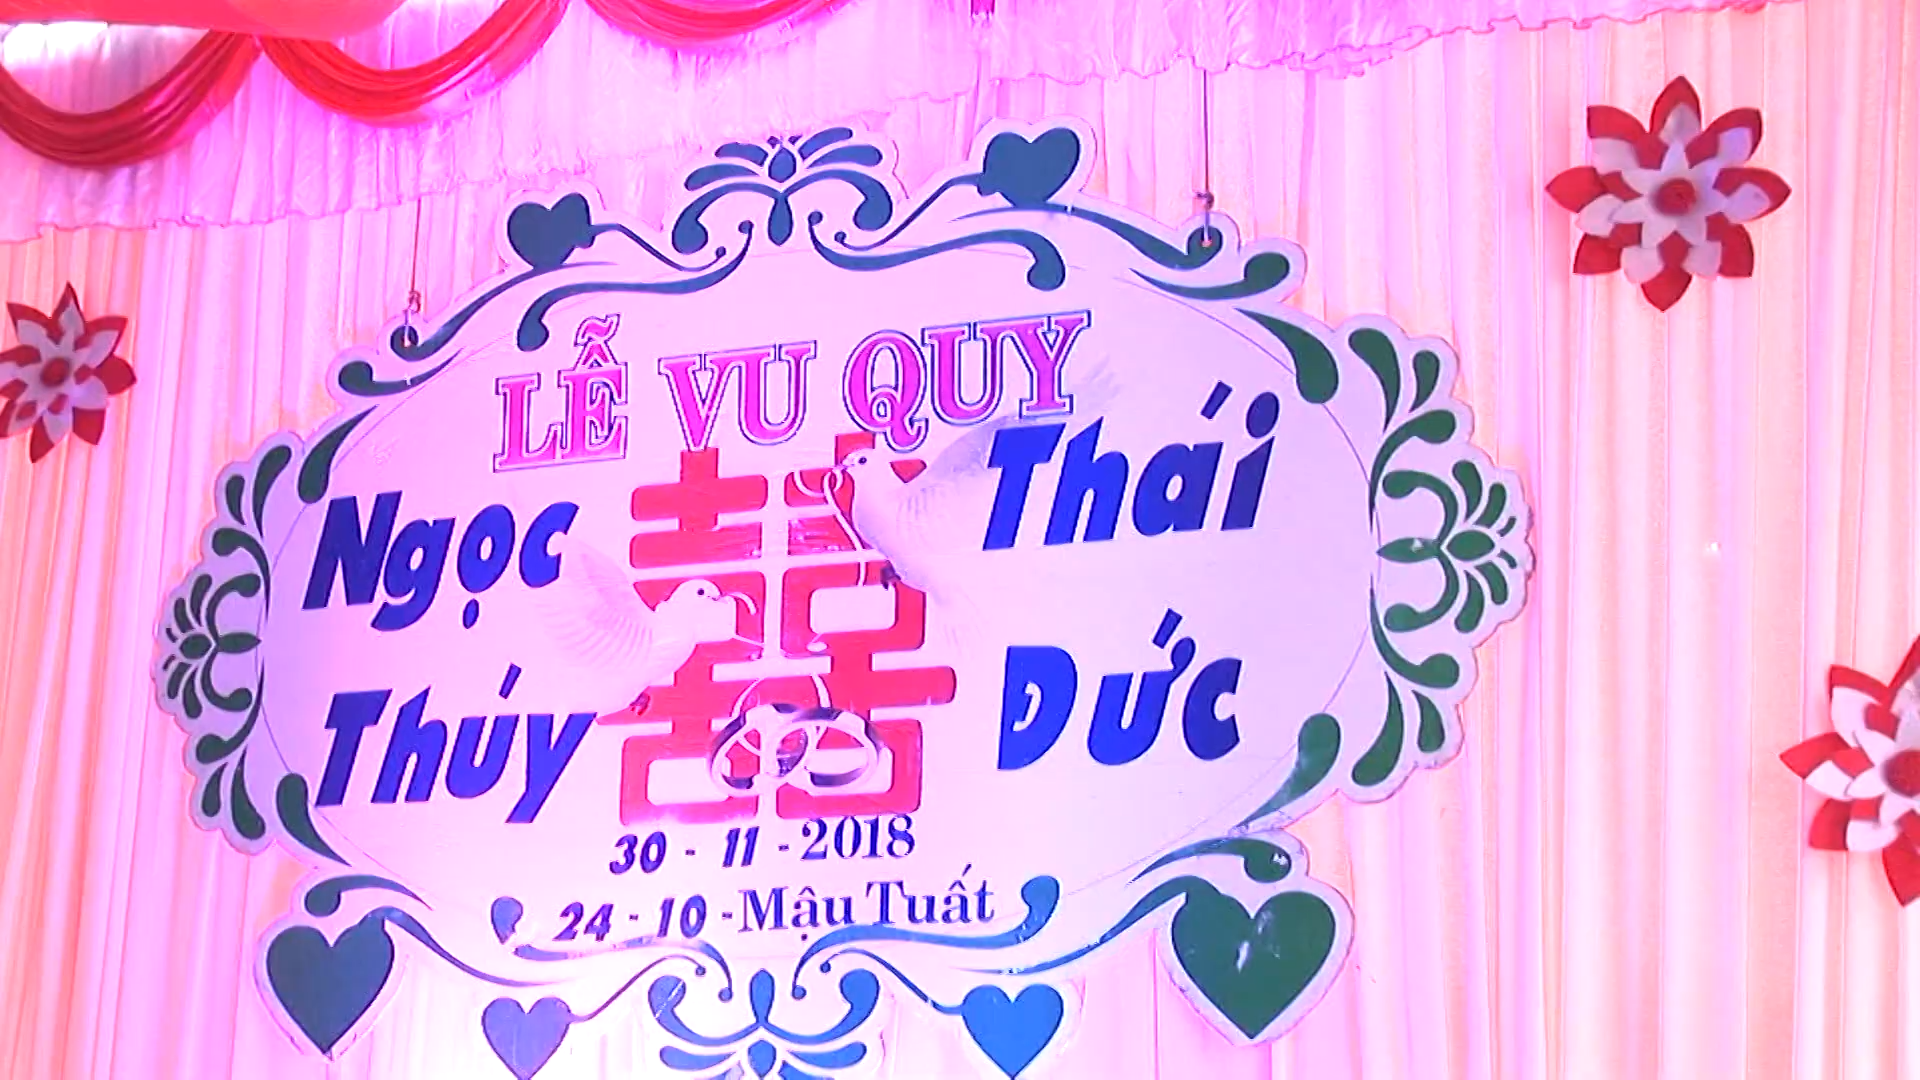 LỄ VU QUY
Ngọc
Thúy
Thái
Đức
囍
30 - 11 - 2018
24 - 10 - Mậu Tuất